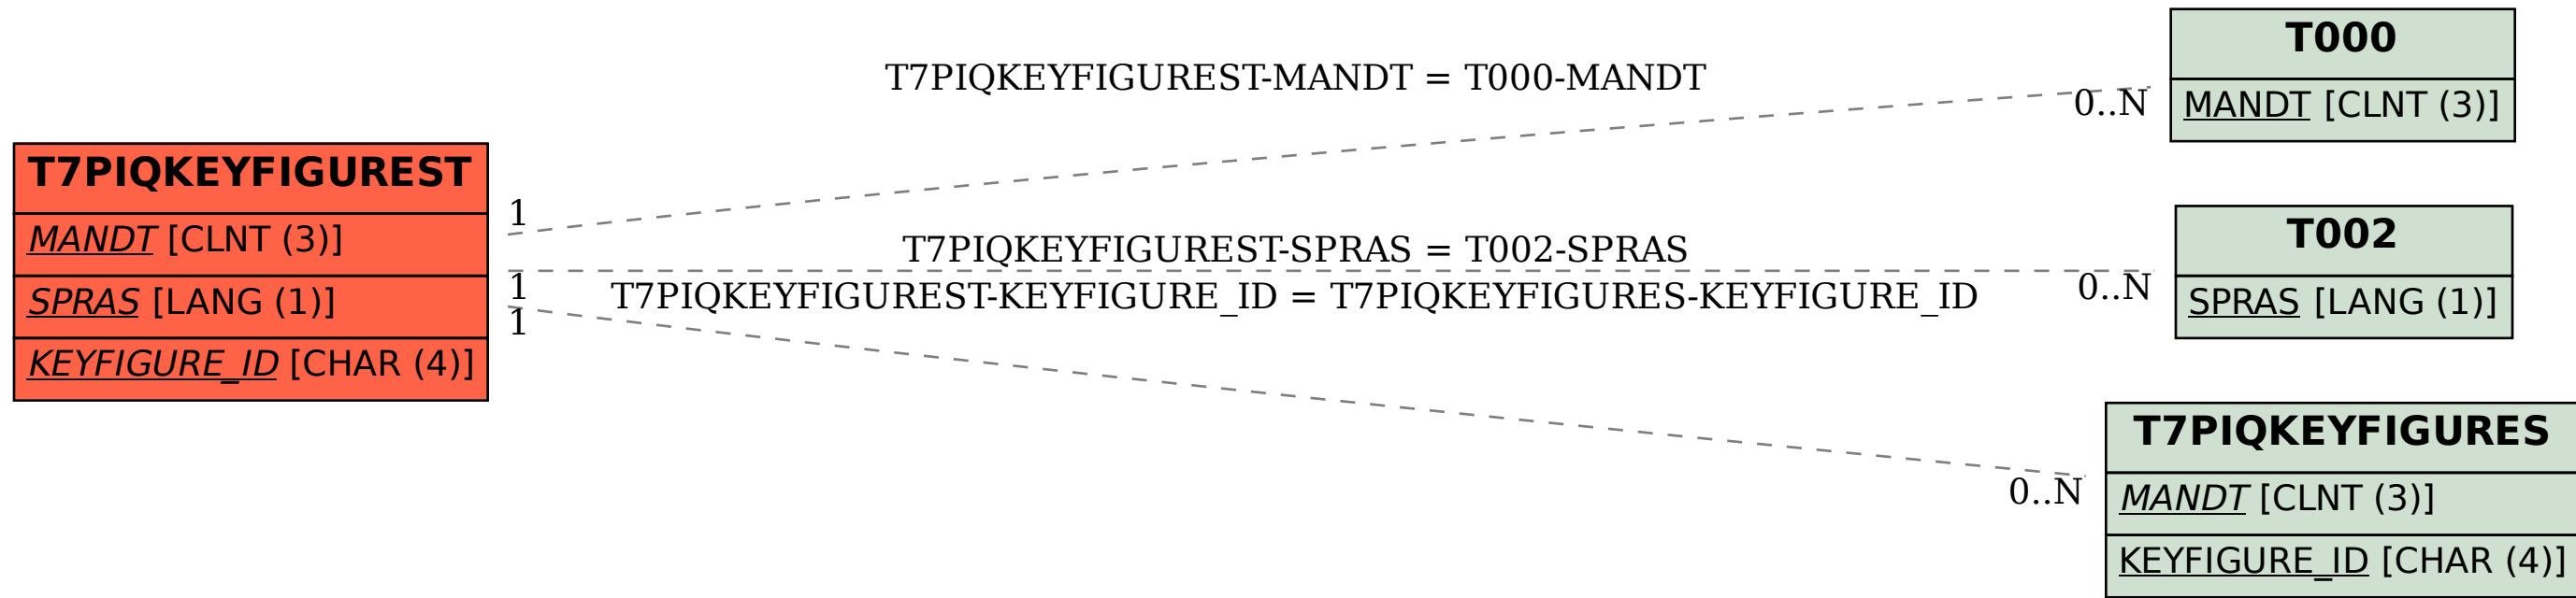 T7PIQKEYFIGUREST
MANDT [CLNT (3)]
SPRAS [LANG (1)]
KEYFIGURE_ID [CHAR (4)]
T7PIQKEYFIGUREST-MANDT = T000-MANDT
1
0..N
T7PIQKEYFIGUREST-SPRAS = T002-SPRAS
1
0..N
T7PIQKEYFIGUREST-KEYFIGURE_ID = T7PIQKEYFIGURES-KEYFIGURE_ID
1
0..N
T000
MANDT [CLNT (3)]
T002
SPRAS [LANG (1)]
T7PIQKEYFIGURES
MANDT [CLNT (3)]
KEYFIGURE_ID [CHAR (4)]